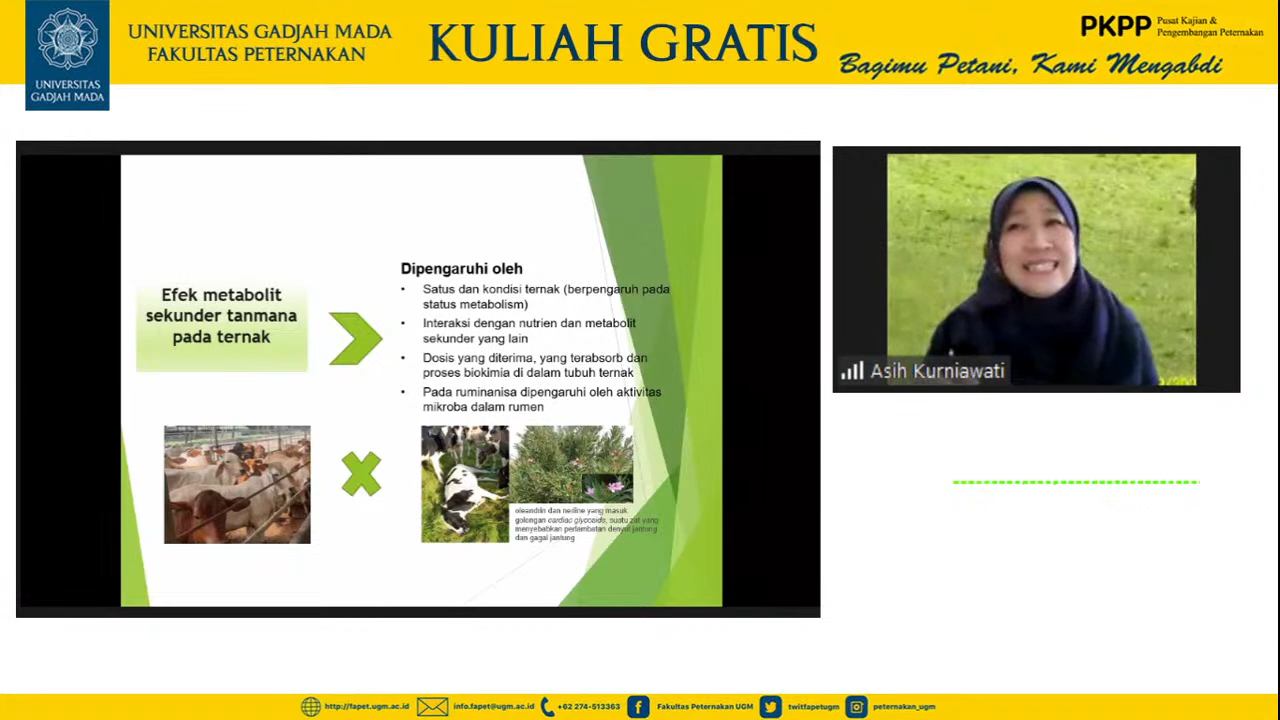 UNIVERSITAS
GADJAH MADA
UNIVERSITAS GADJAH MADA
FAKULTAS PETERNAKAN
KULIAH GRATIS
PKPP
Pusat Kajian &
Pengembangan Peternakan
Bagimu Petani, Kami Mengabdi
Efek metabolit
sekunder tanmana
pada ternak
Dipengaruhi oleh
• Satus dan kondisi ternak (berpengaruh pada
status metabolism)
• Interaksi dengan nutrien dan metabolit
sekunder yang lain
• Dosis yang diterima, yang terabsorb dan
proses biokimia di dalam tubuh ternak
• Pada ruminanisa dipengaruhi oleh aktivitas
mikroba dalam rumen
oleandrin dan nerline yang masuk
golongan cardiac glycoside, suatu zat yang
menyebabkan perlambatan denyut jantung
dan gagal jantung
Asih Kurniawati
http://fapet.ugm.ac.id
info.fapet@ugm.ac.id
+62 274-513363
Fakultas Peternakan UGM
twitfapetugm
peternakan_ugm